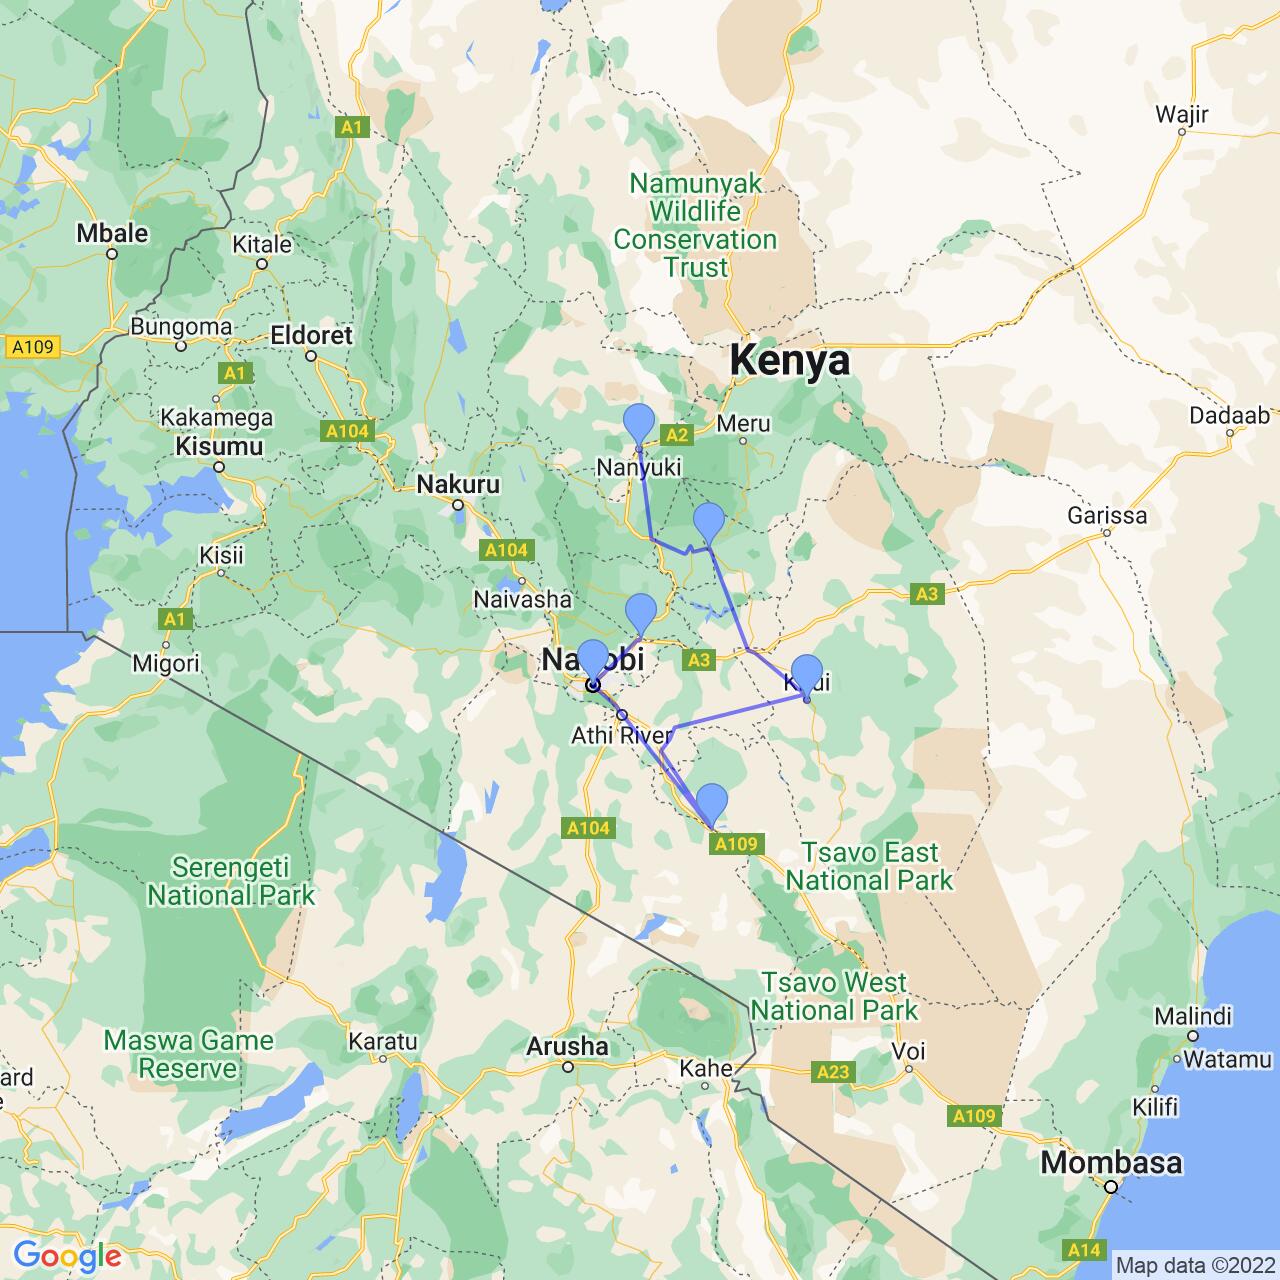 A1
Wajir
Namunyak
Wildlife
Conservation
Trust
Mbale
Kitale
Bungoma
Eldoret
A109
Kenya
A1
Kakamega
A104
Kisumu
A2
Meru
Dadaab
Nanyuki
Nakuru
Garissa
Kisii
A104
Naivasha
A3
A1
Migori
A3
Athi River
A104
A109
Serengeti
National Park
Tsavo East
National Park
Tsavo West
National Park
Maswa Game
Reserve
Karatu
Arusha
Kahe
A23
Voi
Malindi
Watamu
Kilifi
ard
A109
Mombasa
A14
Google
Map data ©2022